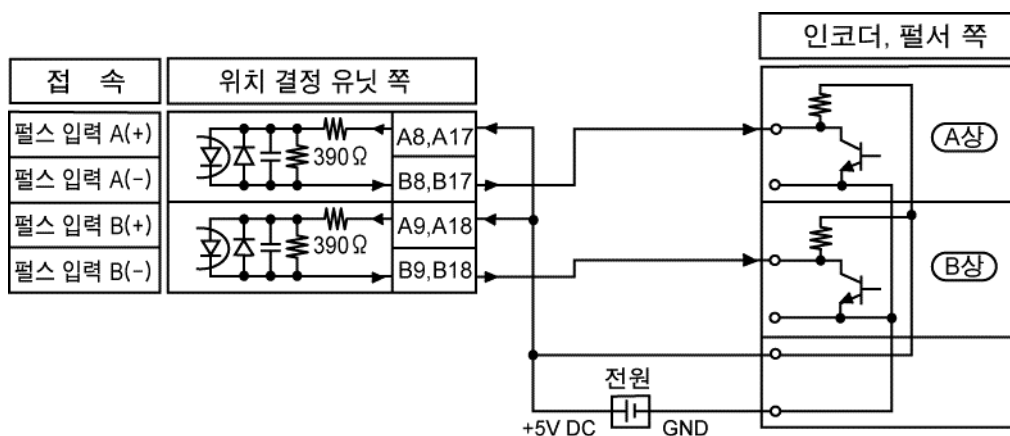 인코더, 펄서 쪽
접 속
위치 결정 유닛 쪽
펄스 입력 A(+)
A8,A17
390Ω
A상
펄스 입력 A(−)
B8,B17
펄스 입력 B(+)
A9,A18
390Ω
B상
펄스 입력 B(−)
B9,B18
전원
+5V DC
GND